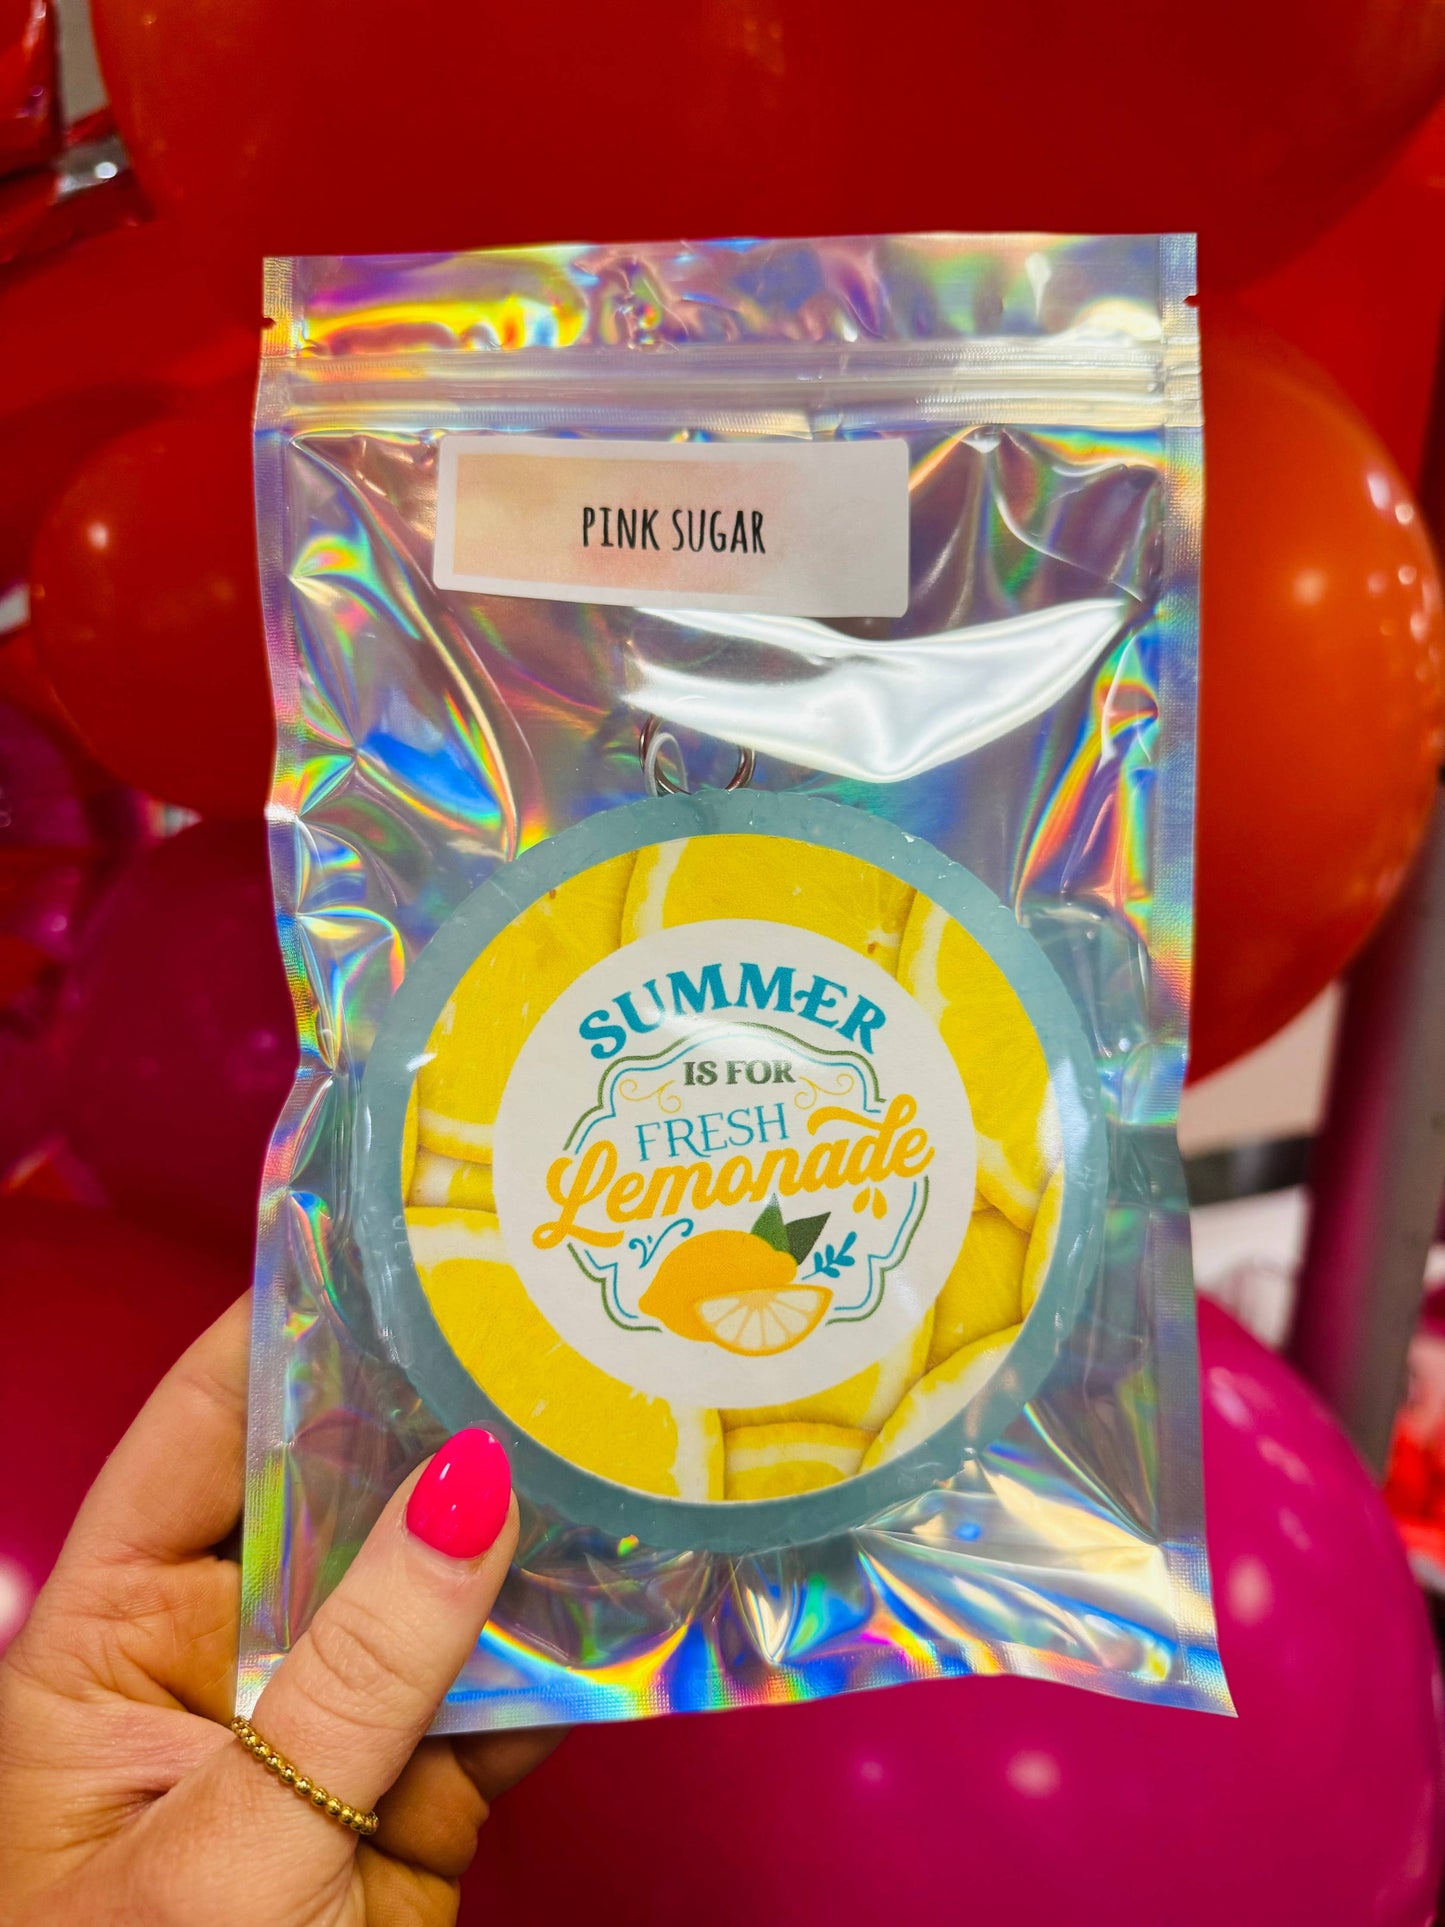 PINK SUGAR
SUMMER
IS FOR
FRESH
Lemonade